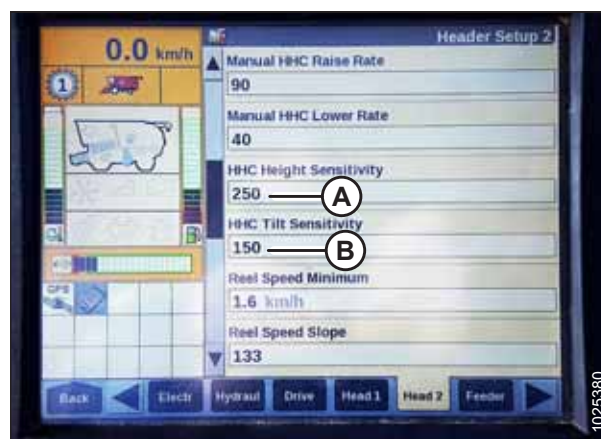 0.0 km/h
Header Setup 2
1
Manual HHC Raise Rate
90
Manual HHC Lower Rate
40
HHC Height Sensitivity
250
A
HHC Tilt Sensitivity
150
B
Reel Speed Minimum
1.6 km/h
Reel Speed Slope
133
GPS
Back
Electr
Hydraul
Drive
Head 1
Head 2
Feeder
1025380